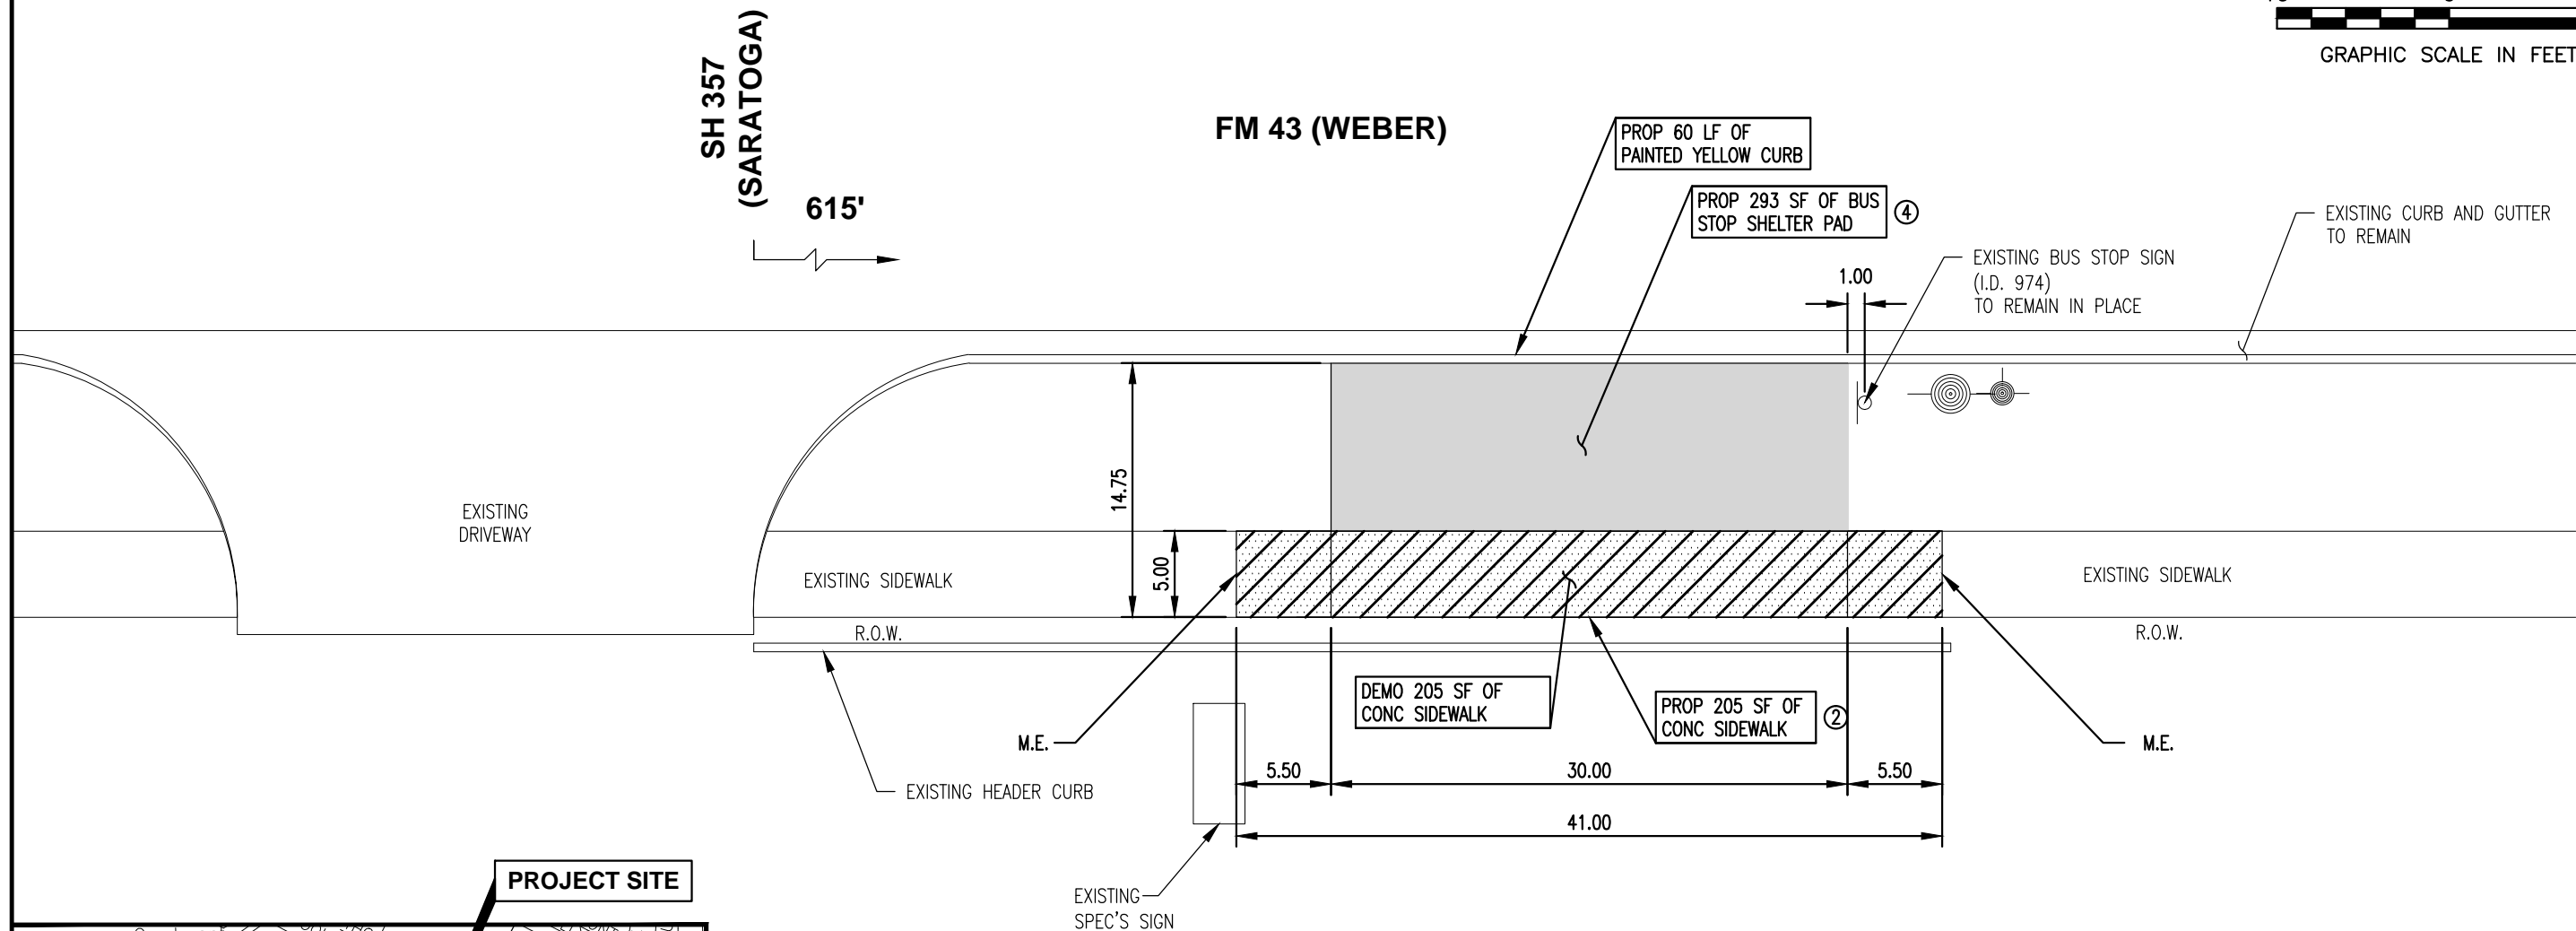 GRAPHIC SCALE IN FEET
SH 357
(SARATOGA)
FM 43 (WEBER)
615'
PROP 60 LF OF
PAINTED YELLOW CURB
PROP 293 SF OF BUS
STOP SHELTER PAD
4
EXISTING CURB AND GUTTER
TO REMAIN
EXISTING BUS STOP SIGN
(I.D. 974)
TO REMAIN IN PLACE
1.00
14.75
5.00
EXISTING
DRIVEWAY
EXISTING SIDEWALK
EXISTING SIDEWALK
R.O.W.
R.O.W.
DEMO 205 SF OF
CONC SIDEWALK
PROP 205 SF OF
CONC SIDEWALK
2
M.E.
M.E.
5.50
30.00
5.50
41.00
EXISTING HEADER CURB
EXISTING
SPEC'S SIGN
PROJECT SITE